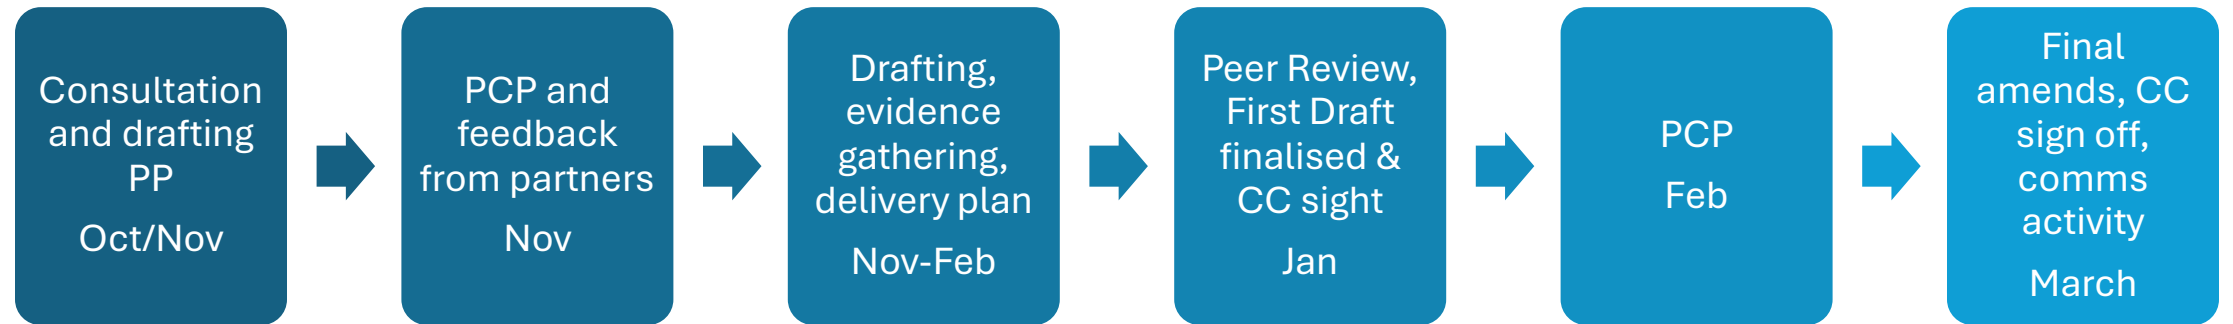 Consultation
and drafting
PP
Oct/Nov
PCP and
feedback
from partners
Nov
Drafting,
evidence
gathering,
delivery plan
Nov-Feb
Peer Review,
First Draft
finalised &
CC sight
Jan
PCP
Feb
Final
amends, CC
sign off,
comms
activity
March